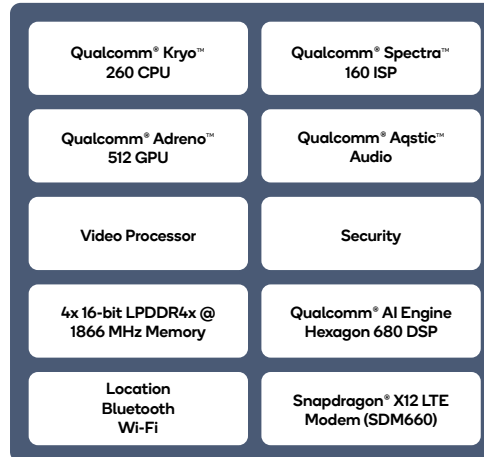 Qualcomm® Kryo™
260 CPU
Qualcomm® Spectra™
160 ISP
Qualcomm® Adreno™
512 GPU
Qualcomm® Aqstic™
Audio
Video Processor
Security
4x 16-bit LPDDR4x @
1866 MHz Memory
Qualcomm® AI Engine
Hexagon 680 DSP
Location
Bluetooth
Wi-Fi
Snapdragon® X12 LTE
Modem (SDM660)